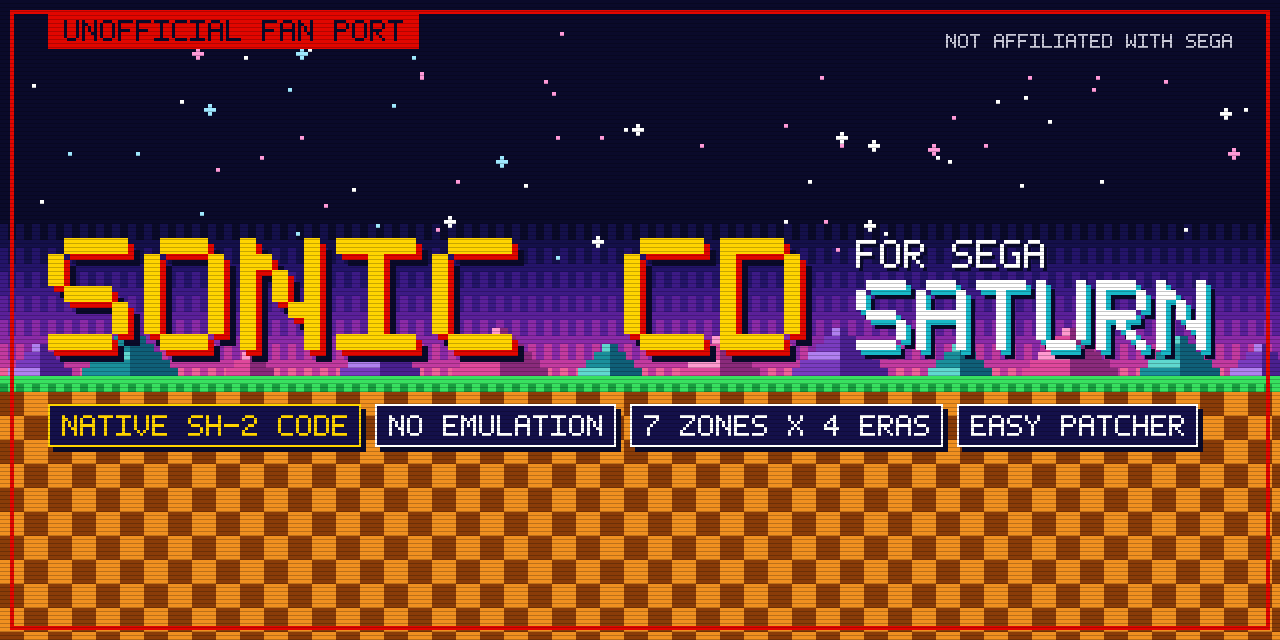 UNOFFICIAL FAN PORT
NOT AFFILIATED WITH SEGA
SONIC CD
FOR SEGA
SATURN
NATIVE SH-2 CODE
NO EMULATION
7 ZONES X 4 ERAS
EASY PATCHER